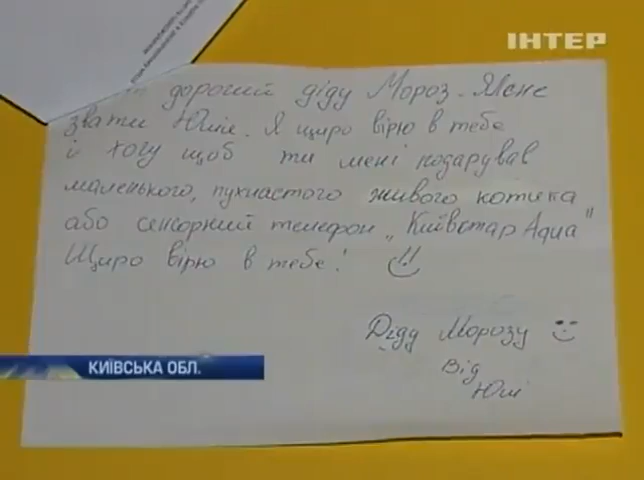 ІНТЕР
дорогий діду Мороз. Мене
звати Юлія. Я щиро вірю в тебе
і хочу щоб ти мені подарував
маленького, пухнастого живого котика
або сенсорний телефон „Київстар Aqua"
Щиро вірю в тебе!
Діду Морозу
Від
Юлі
КИЇВСЬКА ОБЛ.